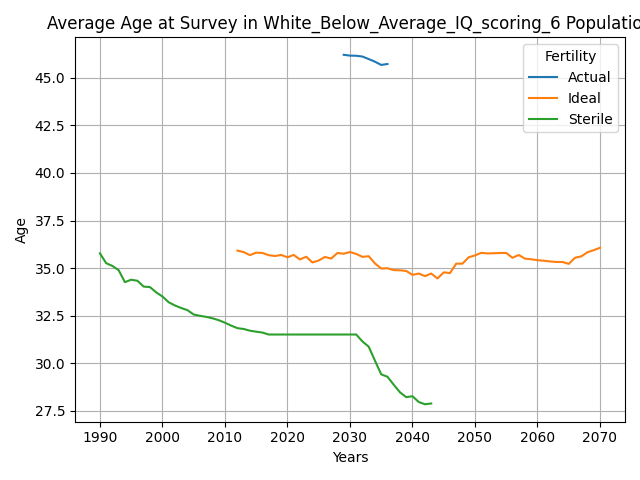 Average Age at Survey in White_Below_Average_IQ_scoring_6 Populatio
Fertility
Actual
Ideal
Sterile
45.0
42.5
40.0
37.5
35.0
32.5
30.0
27.5
Age
1990 2000 2010 2020 2030 2040 2050 2060 2070
Years